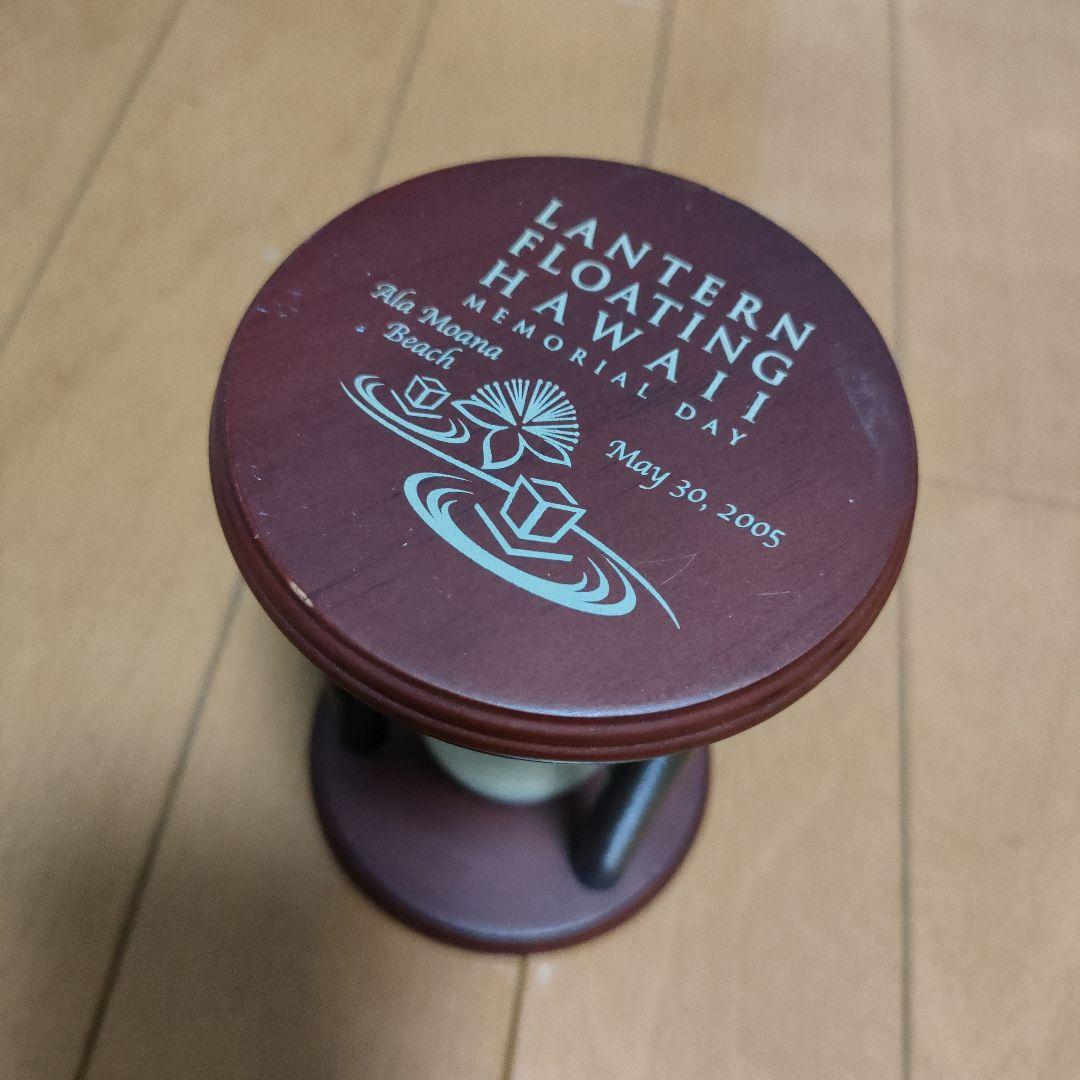 LANTERN
FLOATING
HAWAII
MEMORIAL DAY
Ala Moana
Beach
May 30, 2005